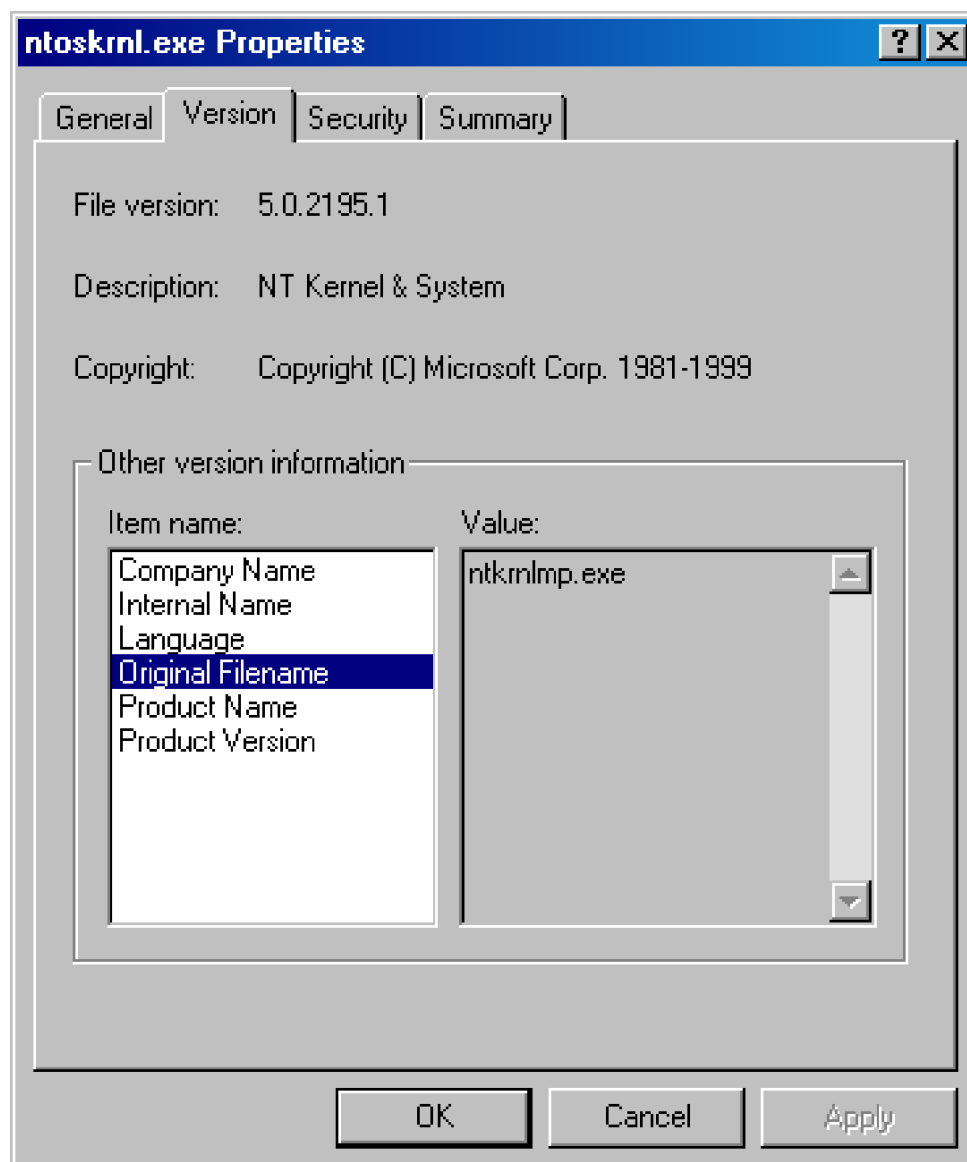 ntoskrnl.exe Properties
General Version Security Summary
File version: 5.0.2195.1
Description: NT Kernel & System
Copyright: Copyright (C) Microsoft Corp. 1981-1999
Other version information
Item name: Value:
Company Name ntkrnlmp.exe
Internal Name
Language
Original Filename
Product Name
Product Version
OK Cancel Apply